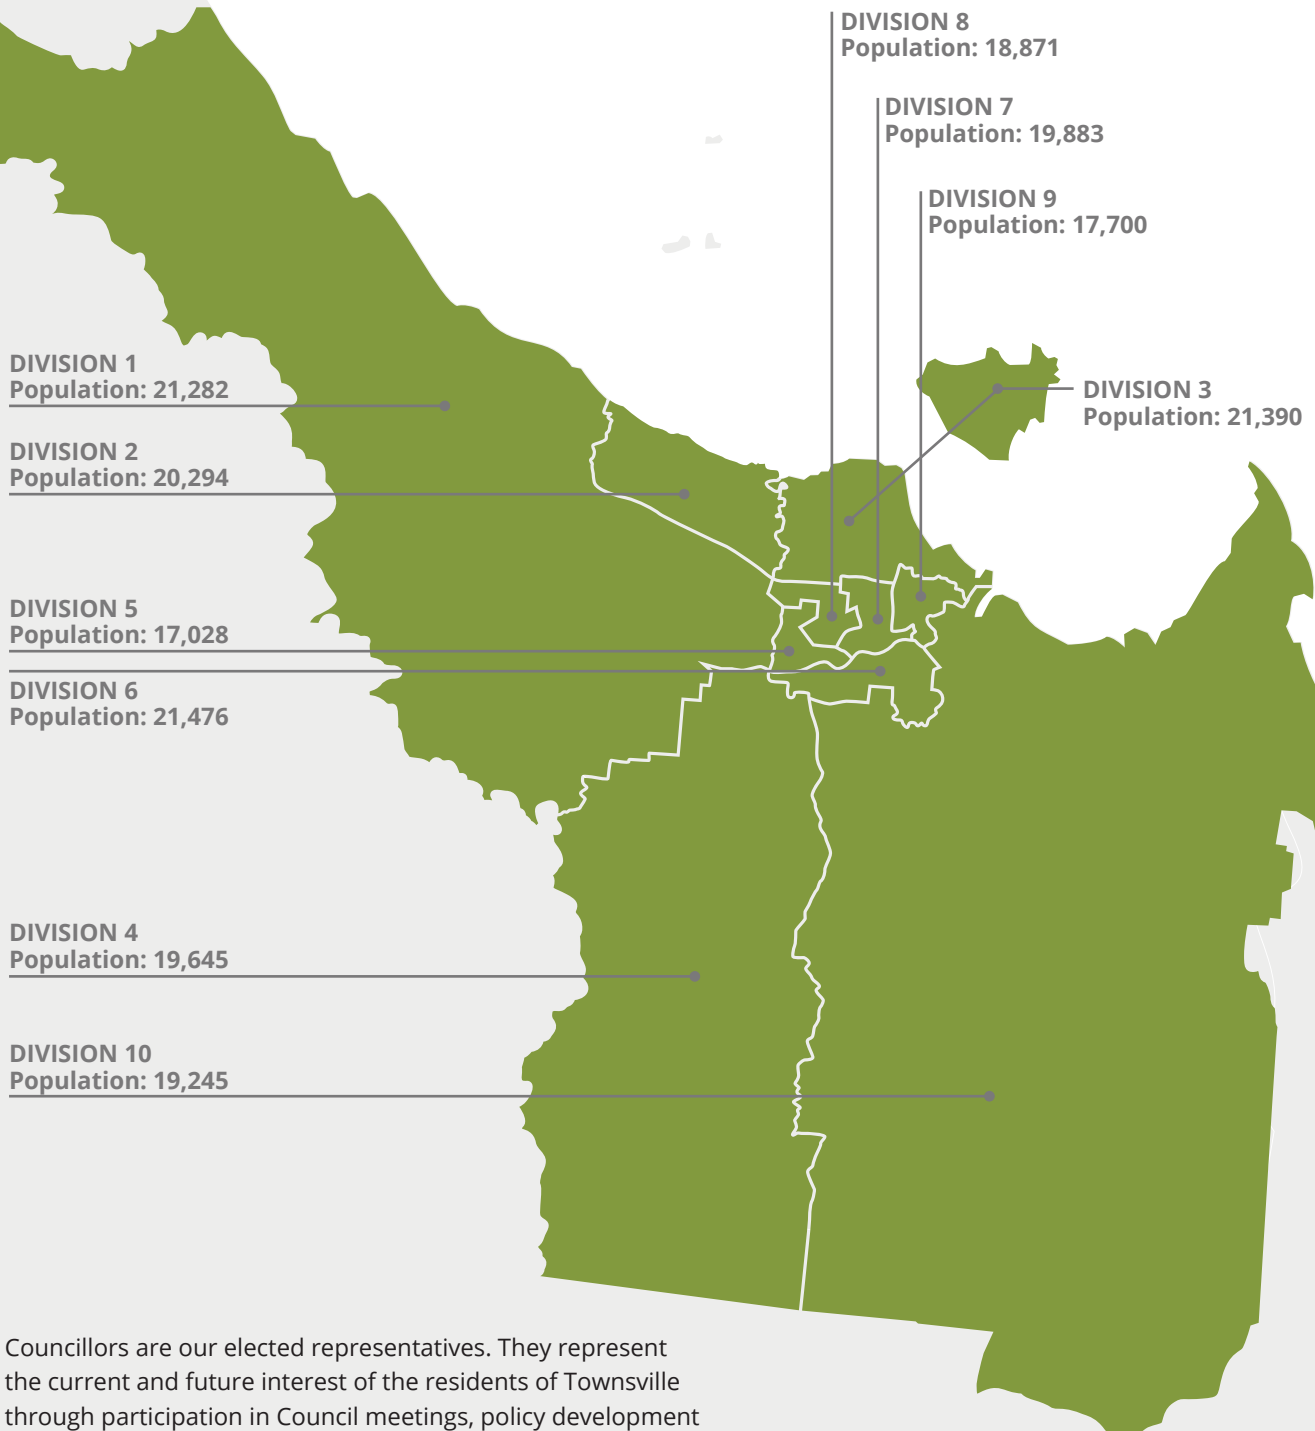 DIVISION 8
Population: 18,871
DIVISION 7
Population: 19,883
DIVISION 9
Population: 17,700
DIVISION 1
Population: 21,282
DIVISION 3
Population: 21,390
DIVISION 2
Population: 20,294
DIVISION 5
Population: 17,028
DIVISION 6
Population: 21,476
DIVISION 4
Population: 19,645
DIVISION 10
Population: 19,245
Councillors are our elected representatives. They represent
the current and future interest of the residents of Townsville
through participation in Council meetings, policy development